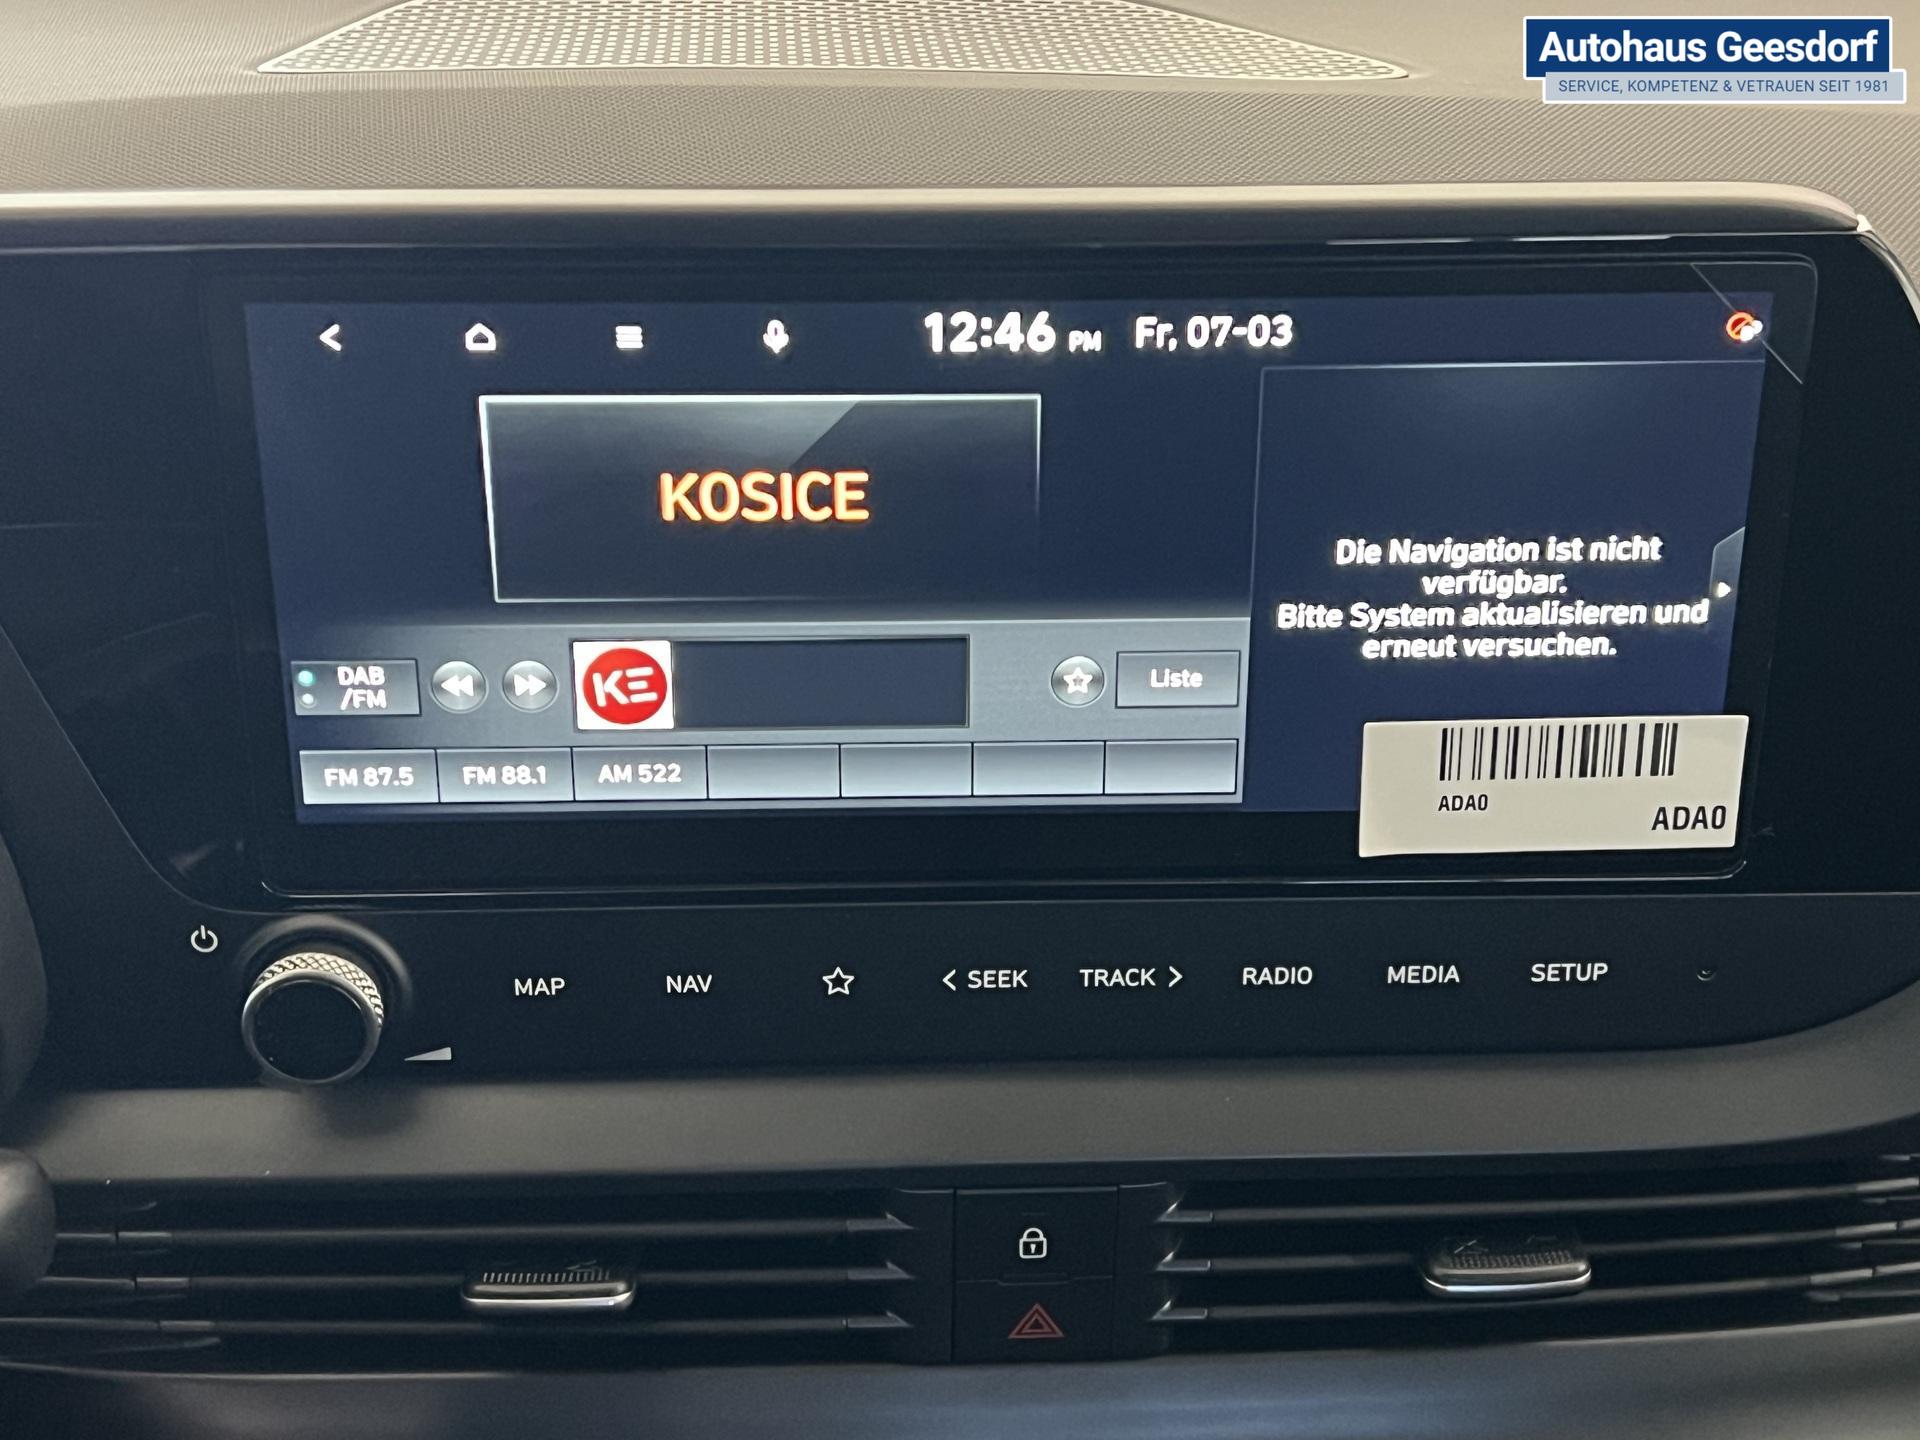 Autohaus Geesdorf
SERVICE, KOMPETENZ & VETRAUEN SEIT 1981
12:46 PM Fr, 07-03
KOSICE
Die Navigation ist nicht
verfügbar.
Bitte System aktualisieren und
erneut versuchen.
DAB
/FM
KE
Liste
FM 87.5 FM 88.1 AM 522
ADA0
ADA0
MAP NAV < SEEK TRACK > RADIO MEDIA SETUP